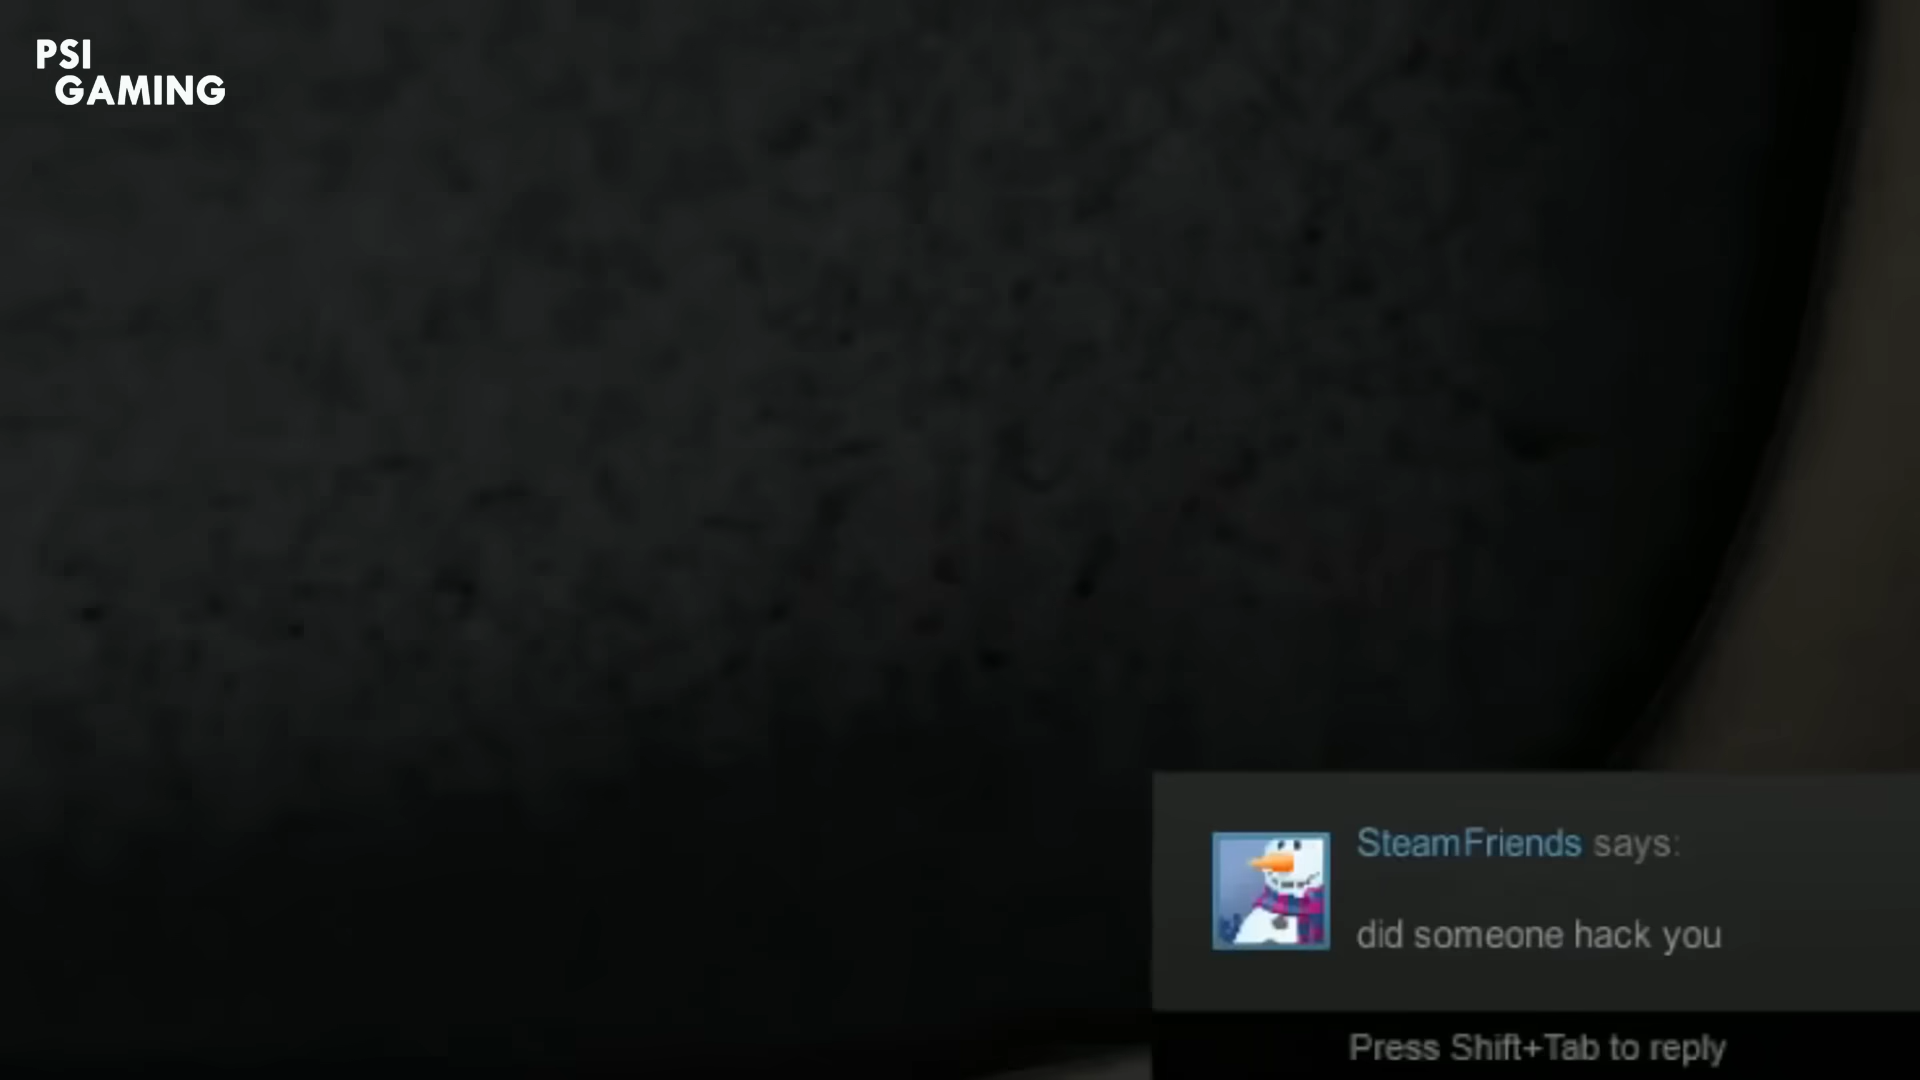 PSI
GAMING
SteamFriends says:
did someone hack you
Press Shift+Tab to reply